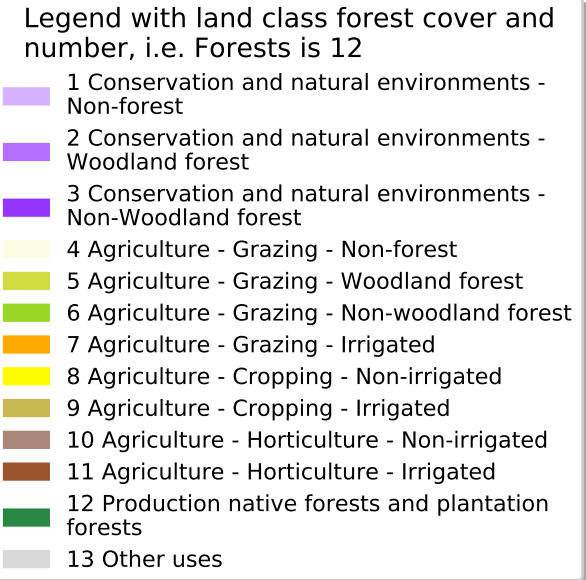 Legend with land class forest cover and
number, i.e. Forests is 12
1 Conservation and natural environments -
Non-forest
2 Conservation and natural environments -
Woodland forest
3 Conservation and natural environments -
Non-Woodland forest
4 Agriculture - Grazing - Non-forest
5 Agriculture - Grazing - Woodland forest
6 Agriculture - Grazing - Non-woodland forest
7 Agriculture - Grazing - Irrigated
8 Agriculture - Cropping - Non-irrigated
9 Agriculture - Cropping - Irrigated
10 Agriculture - Horticulture - Non-irrigated
11 Agriculture - Horticulture - Irrigated
12 Production native forests and plantation
forests
13 Other uses